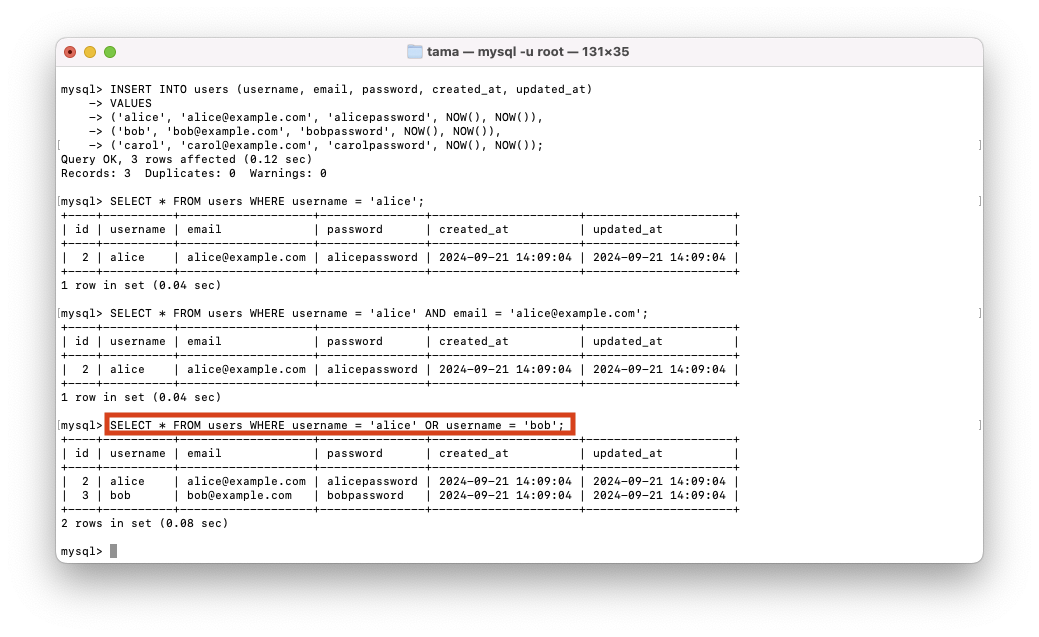 tama — mysql -u root — 131×35
mysql> INSERT INTO users (username, email, password, created_at, updated_at)
    -> VALUES
    -> ('alice', 'alice@example.com', 'alicepassword', NOW(), NOW()),
    -> ('bob', 'bob@example.com', 'bobpassword', NOW(), NOW()),
[    -> ('carol', 'carol@example.com', 'carolpassword', NOW(), NOW()); ]
Query OK, 3 rows affected (0.12 sec)
Records: 3  Duplicates: 0  Warnings: 0
[mysql> SELECT * FROM users WHERE username = 'alice'; ]
+----+----------+-------------------+---------------+---------------------+---------------------+
| id | username | email             | password      | created_at          | updated_at          |
+----+----------+-------------------+---------------+---------------------+---------------------+
|  2 | alice    | alice@example.com | alicepassword | 2024-09-21 14:09:04 | 2024-09-21 14:09:04 |
+----+----------+-------------------+---------------+---------------------+---------------------+
1 row in set (0.04 sec)
[mysql> SELECT * FROM users WHERE username = 'alice' AND email = 'alice@example.com'; ]
+----+----------+-------------------+---------------+---------------------+---------------------+
| id | username | email             | password      | created_at          | updated_at          |
+----+----------+-------------------+---------------+---------------------+---------------------+
|  2 | alice    | alice@example.com | alicepassword | 2024-09-21 14:09:04 | 2024-09-21 14:09:04 |
+----+----------+-------------------+---------------+---------------------+---------------------+
1 row in set (0.04 sec)
[mysql> SELECT * FROM users WHERE username = 'alice' OR username = 'bob'; ]
+----+----------+-------------------+---------------+---------------------+---------------------+
| id | username | email             | password      | created_at          | updated_at          |
+----+----------+-------------------+---------------+---------------------+---------------------+
|  2 | alice    | alice@example.com | alicepassword | 2024-09-21 14:09:04 | 2024-09-21 14:09:04 |
|  3 | bob      | bob@example.com   | bobpassword   | 2024-09-21 14:09:04 | 2024-09-21 14:09:04 |
+----+----------+-------------------+---------------+---------------------+---------------------+
2 rows in set (0.08 sec)
mysql>